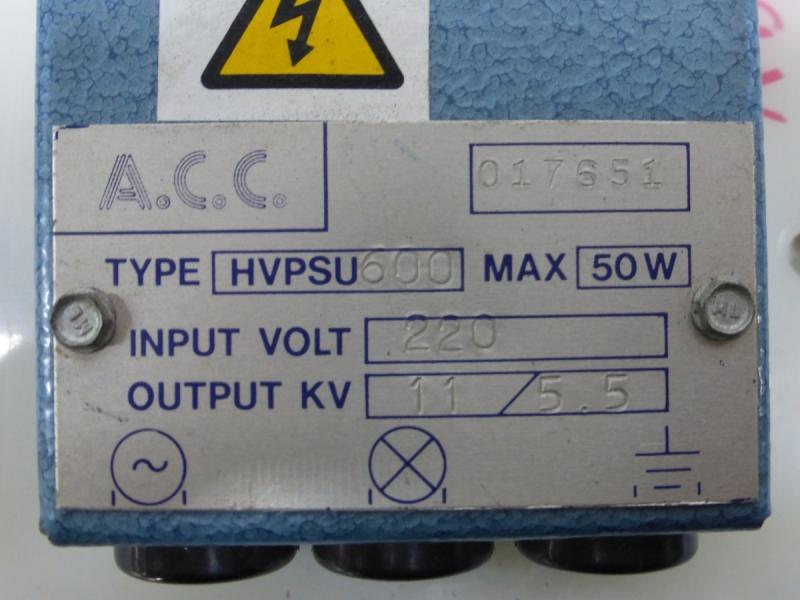 A.C.C.
017651
TYPE HVPSU600 MAX 50W
INPUT VOLT 220
OUTPUT KV 11 / 5.5